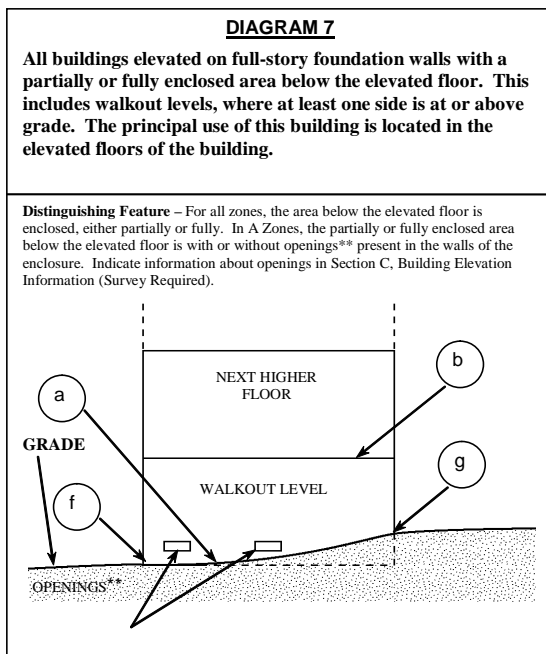 DIAGRAM 7
All buildings elevated on full-story foundation walls with a
partially or fully enclosed area below the elevated floor.  This
includes walkout levels, where at least one side is at or above
grade.  The principal use of this building is located in the
elevated floors of the building.
Distinguishing Feature – For all zones, the area below the elevated floor is
enclosed, either partially or fully.  In A Zones, the partially or fully enclosed area
below the elevated floor is with or without openings** present in the walls of the
enclosure.  Indicate information about openings in Section C, Building Elevation
Information (Survey Required).
NEXT HIGHER
FLOOR
b
a
GRADE
g
WALKOUT LEVEL
f
OPENINGS**